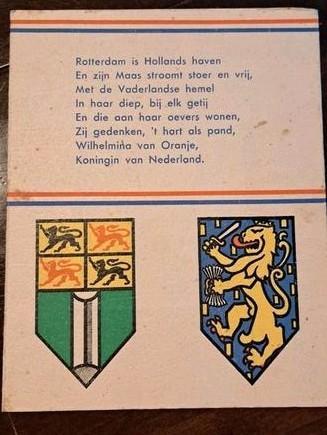 Rotterdam is Hollands haven
En zijn Maas stroomt stoer en vrij,
Met de Vaderlandse hemel
In haar diep, bij elk getij
En die aan haar oevers wonen,
Zij gedenken, 't hart als pand,
Wilhelmina van Oranje,
Koningin van Nederland.